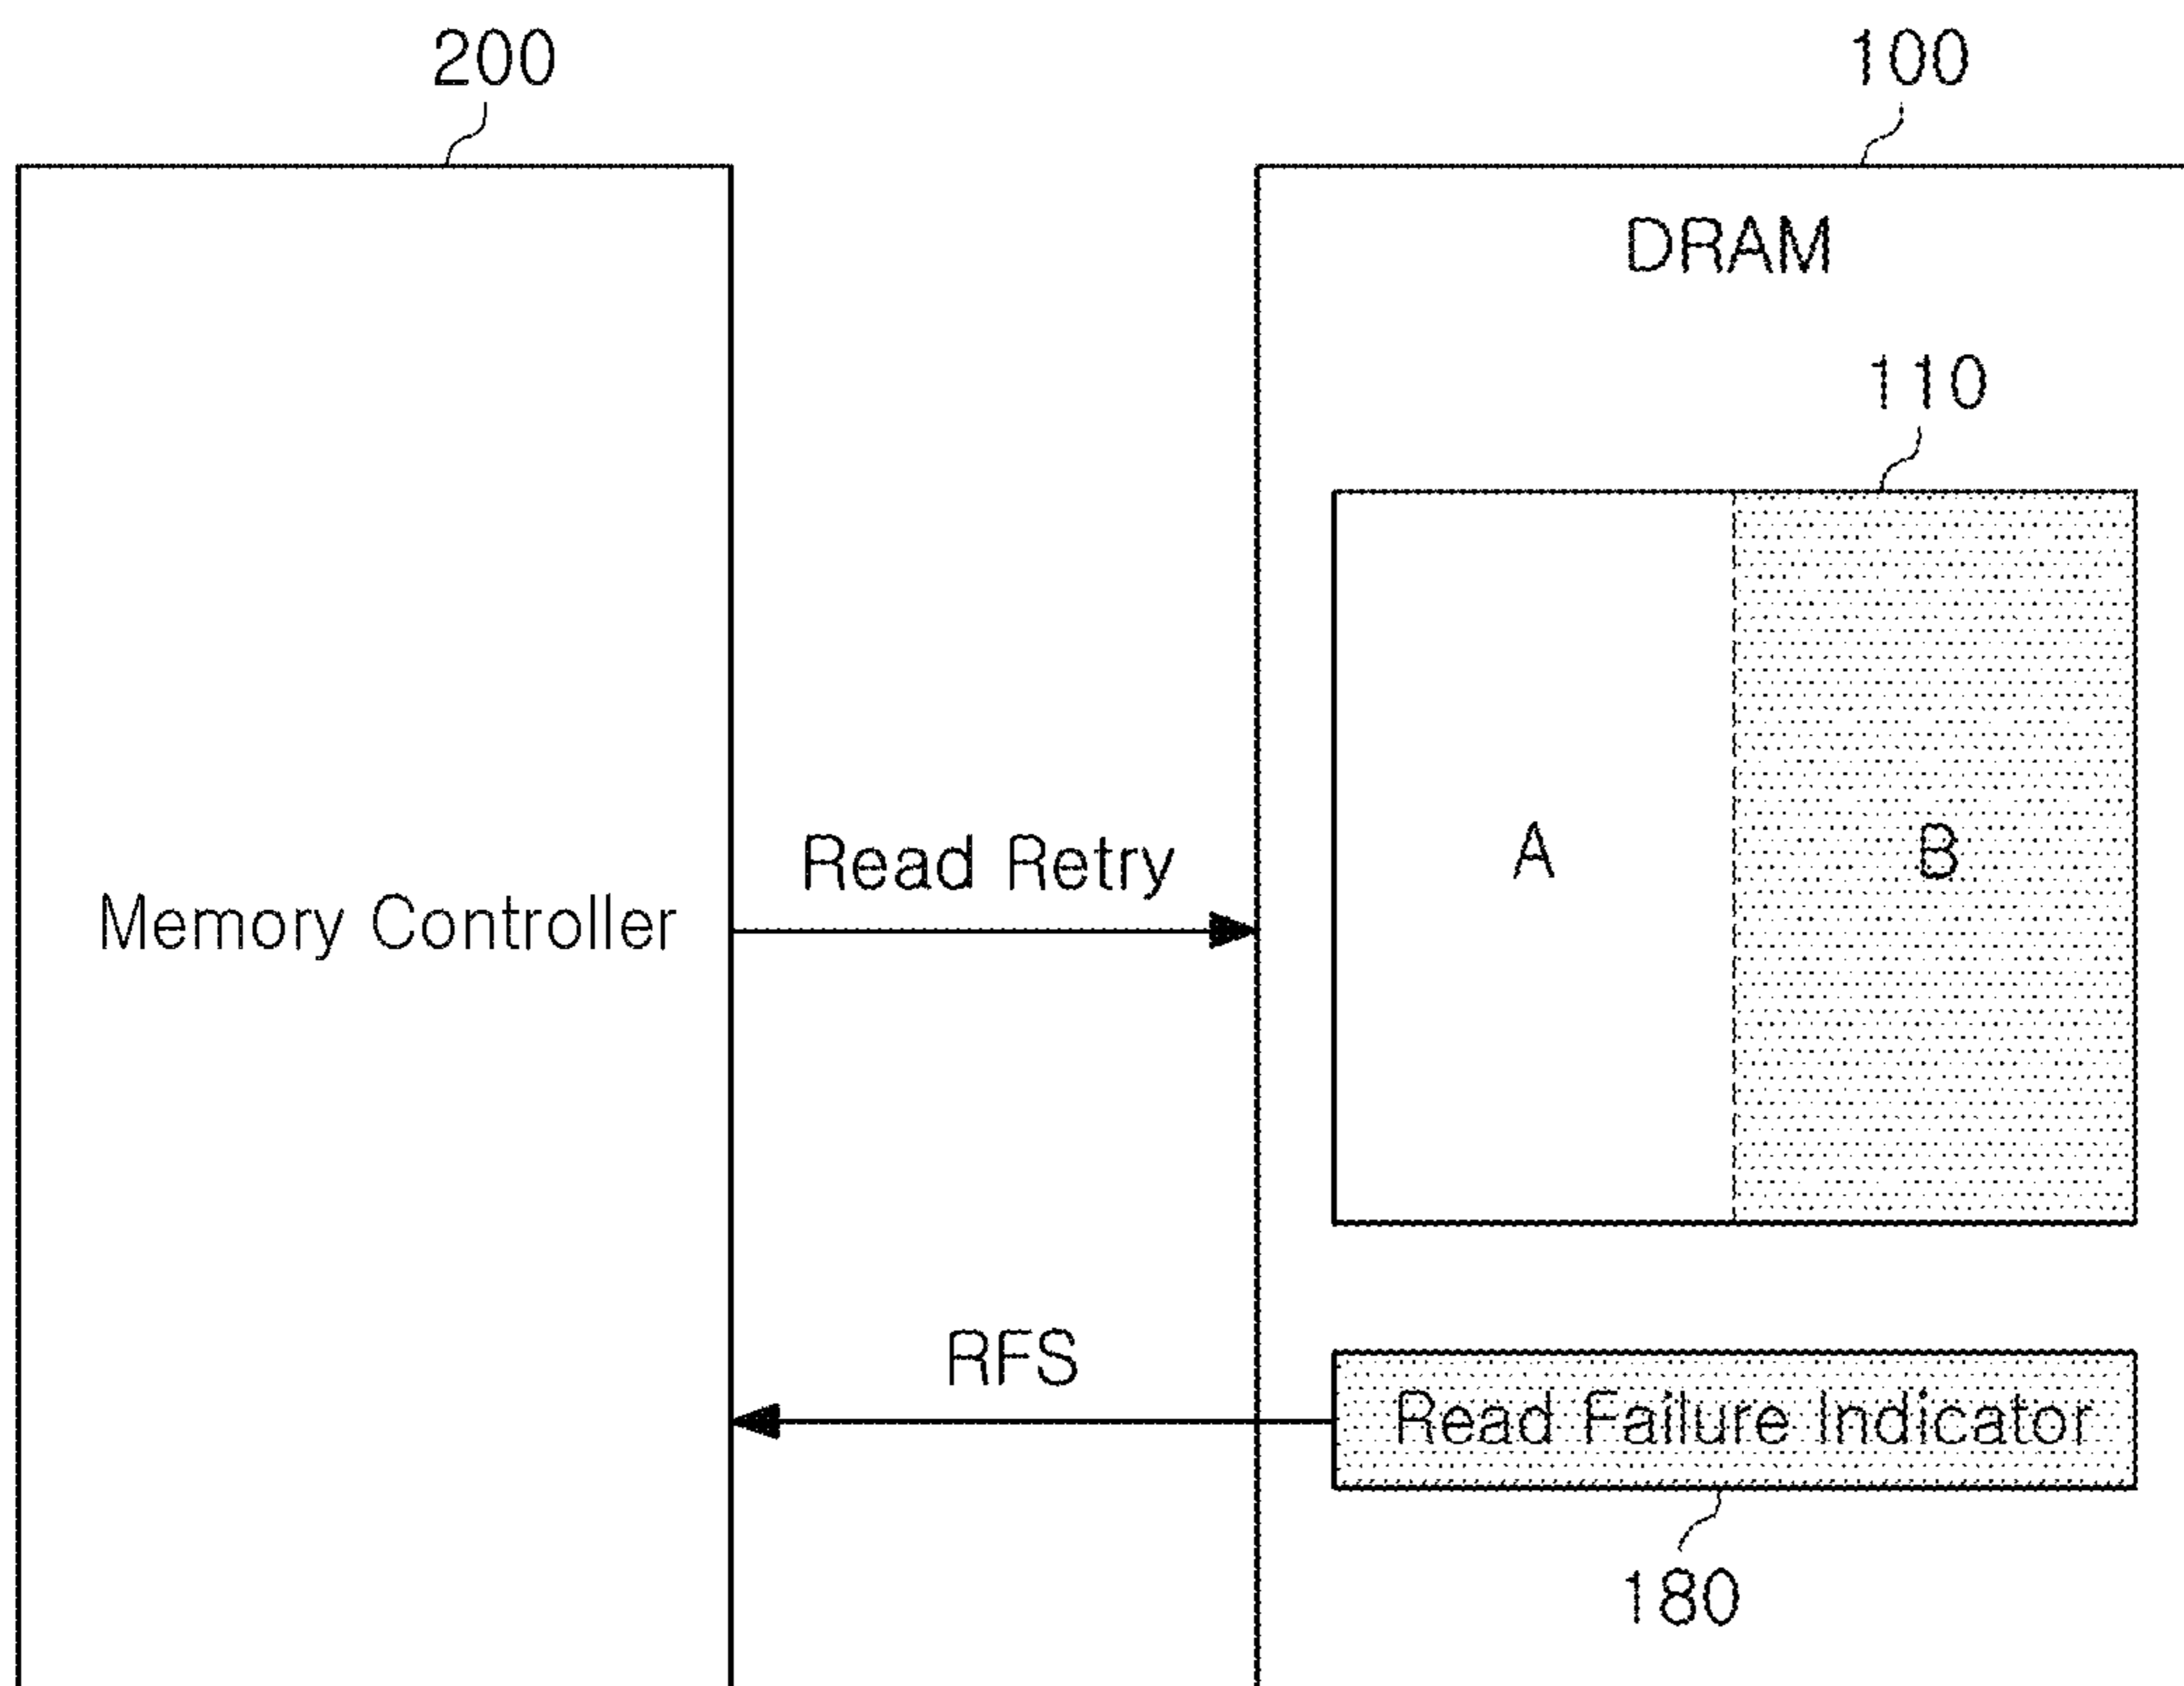 200
100
DRAM
110
A
B
Read Retry
Memory Controller
RFS
Read Failure Indicator
180